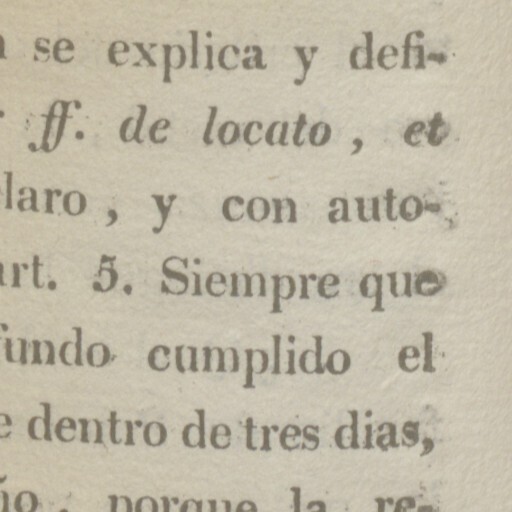 se explica y defi-
ff. de locato, et
laro, y con auto-
art. 5. Siempre que
fundo cumplido el
e dentro de tres dias,
ño, porque la re-